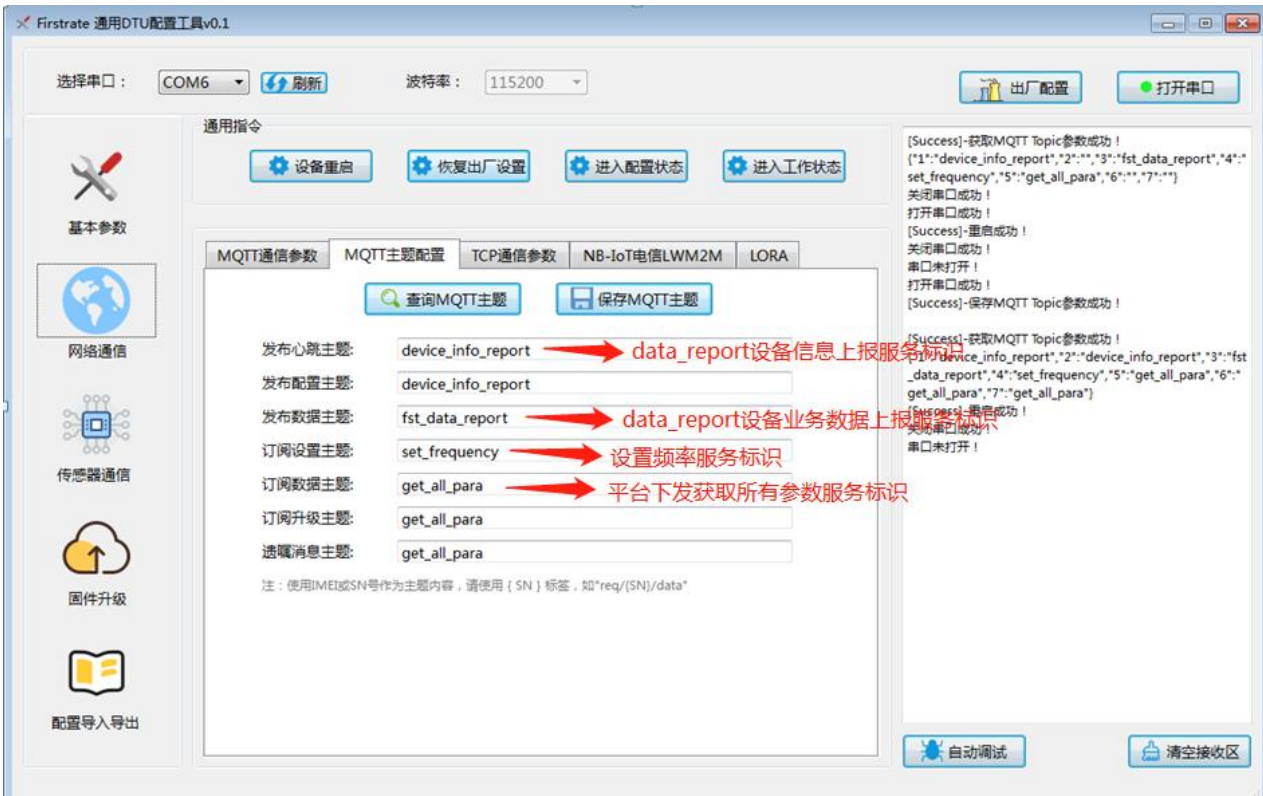 Firstrate 通用DTU配置工具v0.1
选择串口： COM6 刷新 波特率： 115200 出厂配置 打开串口
通用指令
设备重启 恢复出厂设置 进入配置状态 进入工作状态
基本参数
网络通信
传感器通信
固件升级
配置导入导出
MQTT通信参数 MQTT主题配置 TCP通信参数 NB-IoT电信LWM2M LORA
查询MQTT主题 保存MQTT主题
发布心跳主题: device_info_report data_report设备信息上报服务标识
发布配置主题: device_info_report
发布数据主题: fst_data_report data_report设备业务数据上报服务标识
订阅设置主题: set_frequency 设置频率服务标识
订阅数据主题: get_all_para 平台下发获取所有参数服务标识
订阅升级主题: get_all_para
遗嘱消息主题: get_all_para
注：使用IMEI或SN号作为主题内容，请使用 { SN } 标签，如"req/{SN}/data"
[Success]-获取MQTT Topic参数成功！
{"1":"device_info_report","2":"","3":"fst_data_report","4":"
set_frequency","5":"get_all_para","6":"","7":""}
关闭串口成功！
打开串口成功！
[Success]-重启成功！
关闭串口成功！
串口未打开！
打开串口成功！
[Success]-保存MQTT Topic参数成功！
[Success]-获取MQTT Topic参数成功！
{"1":"device_info_report","2":"device_info_report","3":"fst
_data_report","4":"set_frequency","5":"get_all_para","6":"
get_all_para","7":"get_all_para"}
[Success]-重启成功！
关闭串口成功！
串口未打开！
自动调试 清空接收区